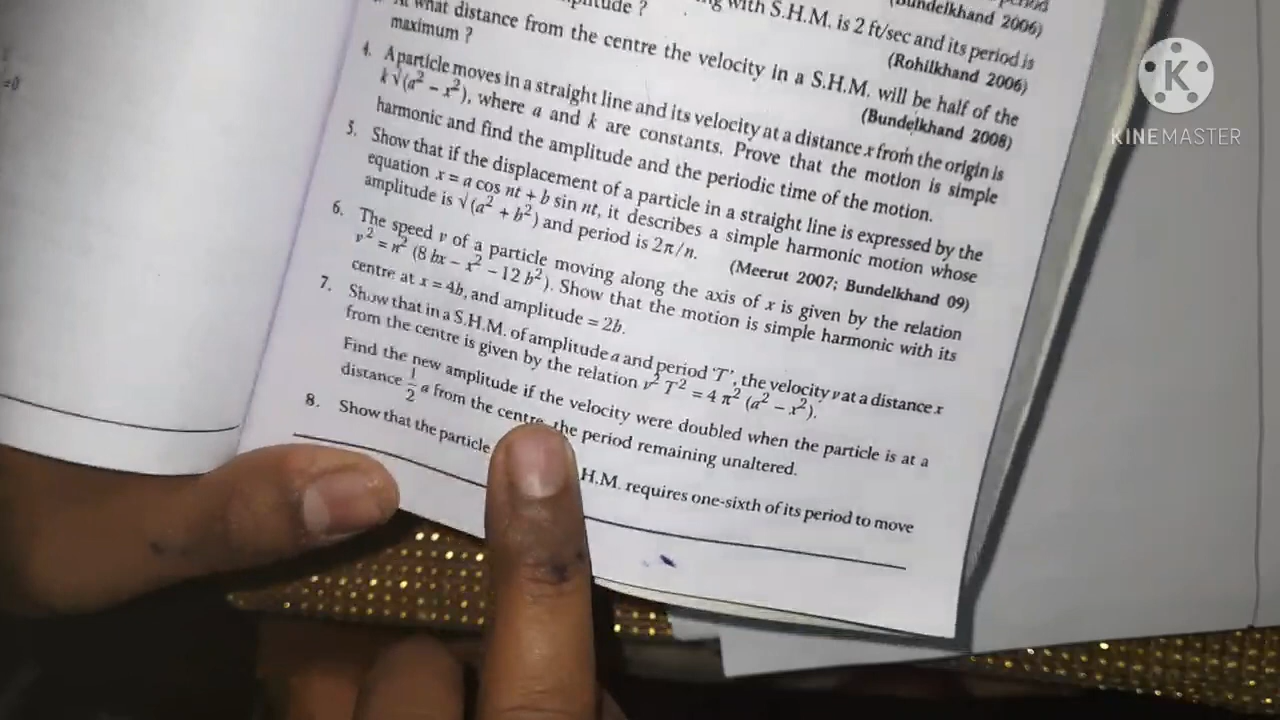 period
(Bundelkhand 2006)
with S.H.M. is 2 ft/sec and its period is
(Rohilkhand 2006)
what distance from the centre the velocity in a S.H.M. will be half of the
maximum ?
(Bundelkhand 2008)
4. A particle moves in a straight line and its velocity at a distance x from the origin is
k √(a² − x²), where a and k are constants. Prove that the motion is simple
harmonic and find the amplitude and the periodic time of the motion.
5. Show that if the displacement of a particle in a straight line is expressed by the
equation x = a cos nt + b sin nt, it describes a simple harmonic motion whose
amplitude is √(a² + b²) and period is 2π/n.
(Meerut 2007; Bundelkhand 09)
6. The speed v of a particle moving along the axis of x is given by the relation
v² = n² (8 bx − x² − 12 b²). Show that the motion is simple harmonic with its
centre at x = 4b, and amplitude = 2b.
7. Show that in a S.H.M. of amplitude a and period 'T', the velocity v at a distance x
from the centre is given by the relation v² T² = 4 π² (a² − x²).
Find the new amplitude if the velocity were doubled when the particle is at a
distance 1/2 a from the centre, the period remaining unaltered.
8. Show that the particle H.M. requires one-sixth of its period to move
=0
K
KINEMASTER